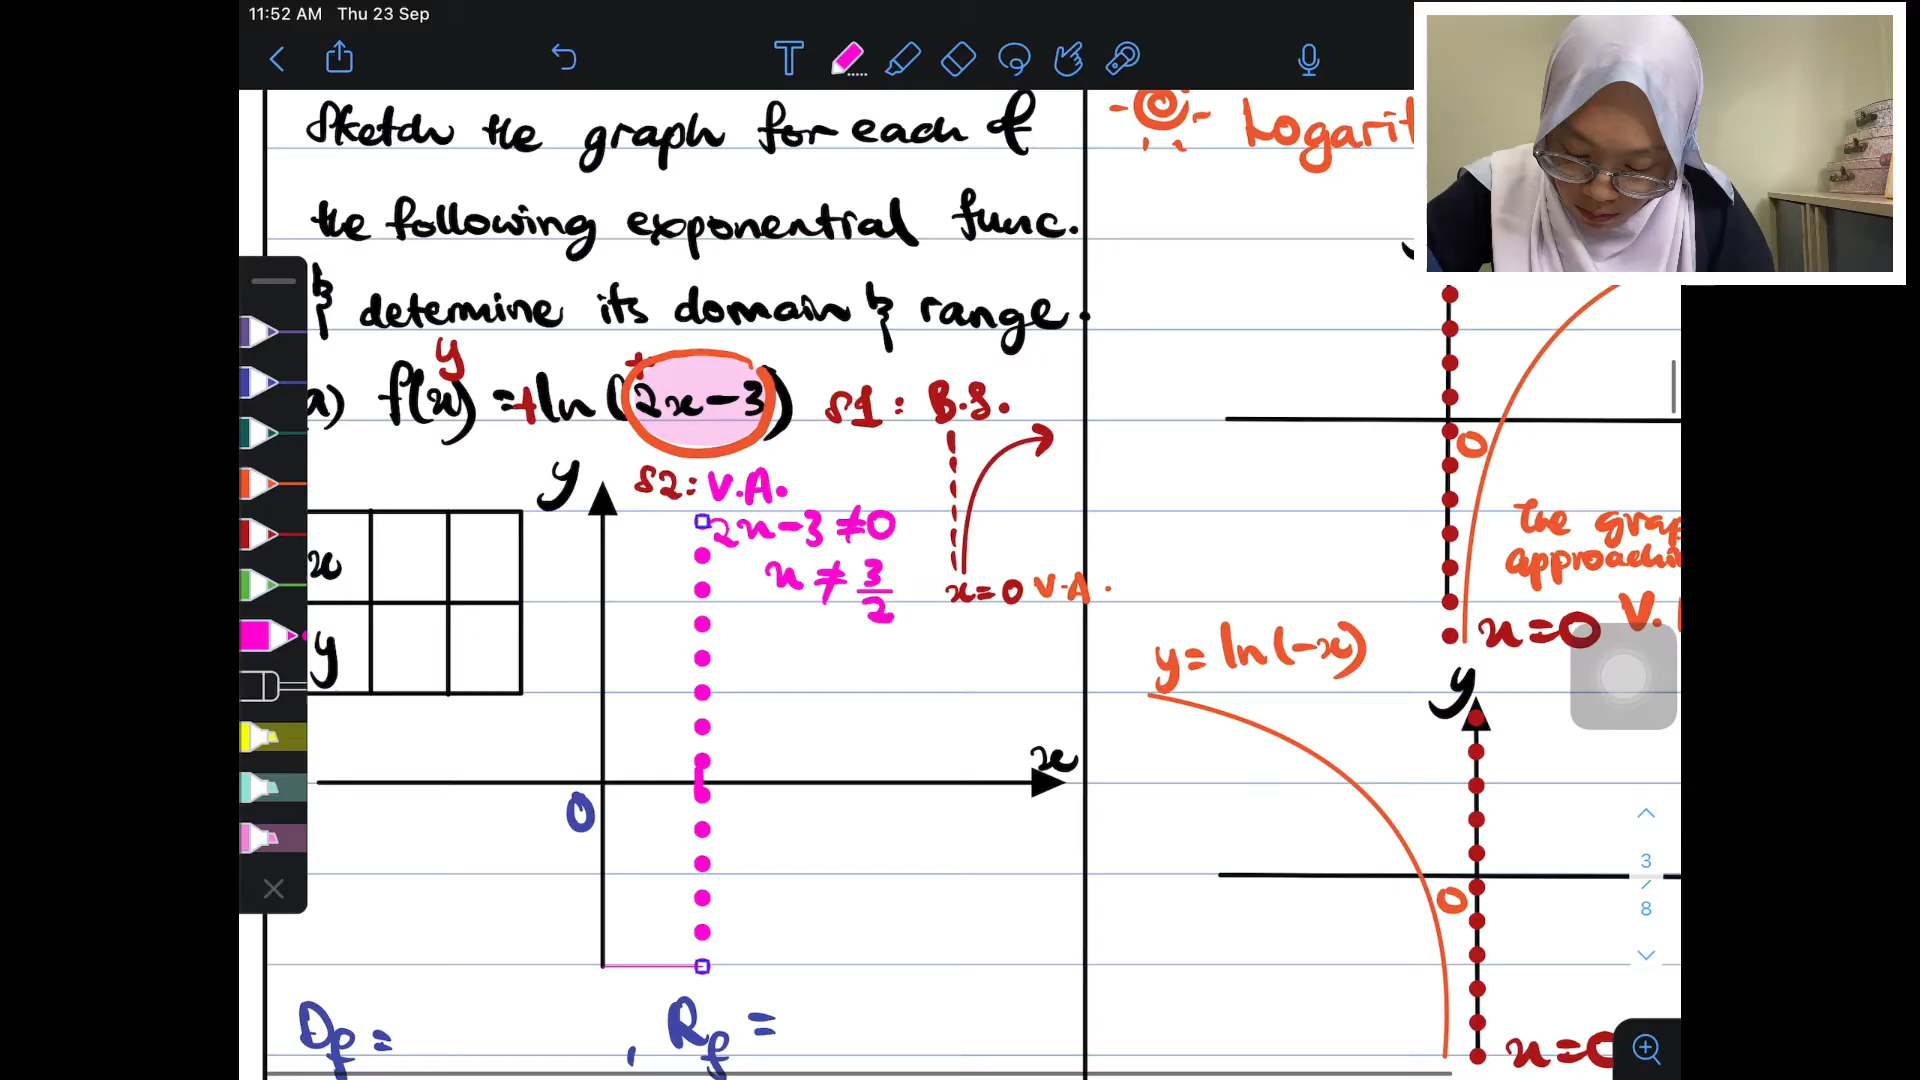 11:52 AM Thu 23 Sep
Sketch the graph for each of
the following exponential func.
& determine its domain & range.
y
a) f(x) = +ln (2x-3) S1: B.S.
+
y
S2: V.A.
2x-3 ≠0
x ≠ 3/2
x=0 V.A.
x
y
x
0
Df = , Rf =
Logarit
0
The grap
approachi
V.
x=0
y= ln(-x)
y
0
x=0
3
/
8